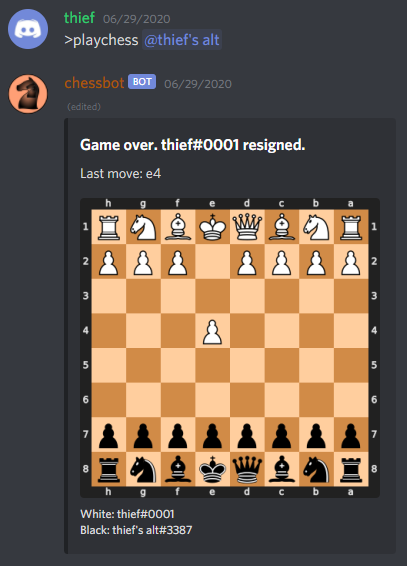 thief 06/29/2020
>playchess @thief's alt
chessbot BOT 06/29/2020
(edited)
Game over. thief#0001 resigned.
Last move: e4
h g f e d c b a
1 1
2 2
3 3
4 4
5 5
6 6
7 7
8 8
h g f e d c b a
White: thief#0001
Black: thief's alt#3387